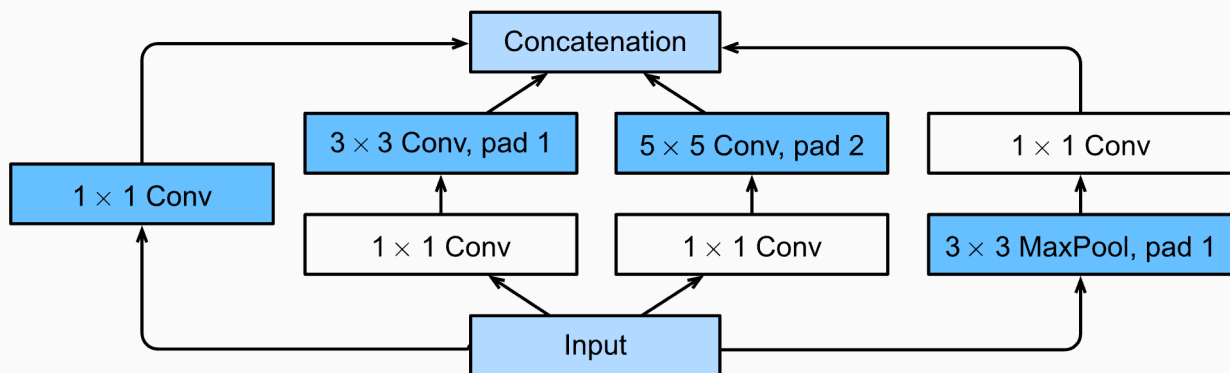 Concatenation
3 × 3 Conv, pad 1
5 × 5 Conv, pad 2
1 × 1 Conv
1 × 1 Conv
1 × 1 Conv
1 × 1 Conv
3 × 3 MaxPool, pad 1
Input